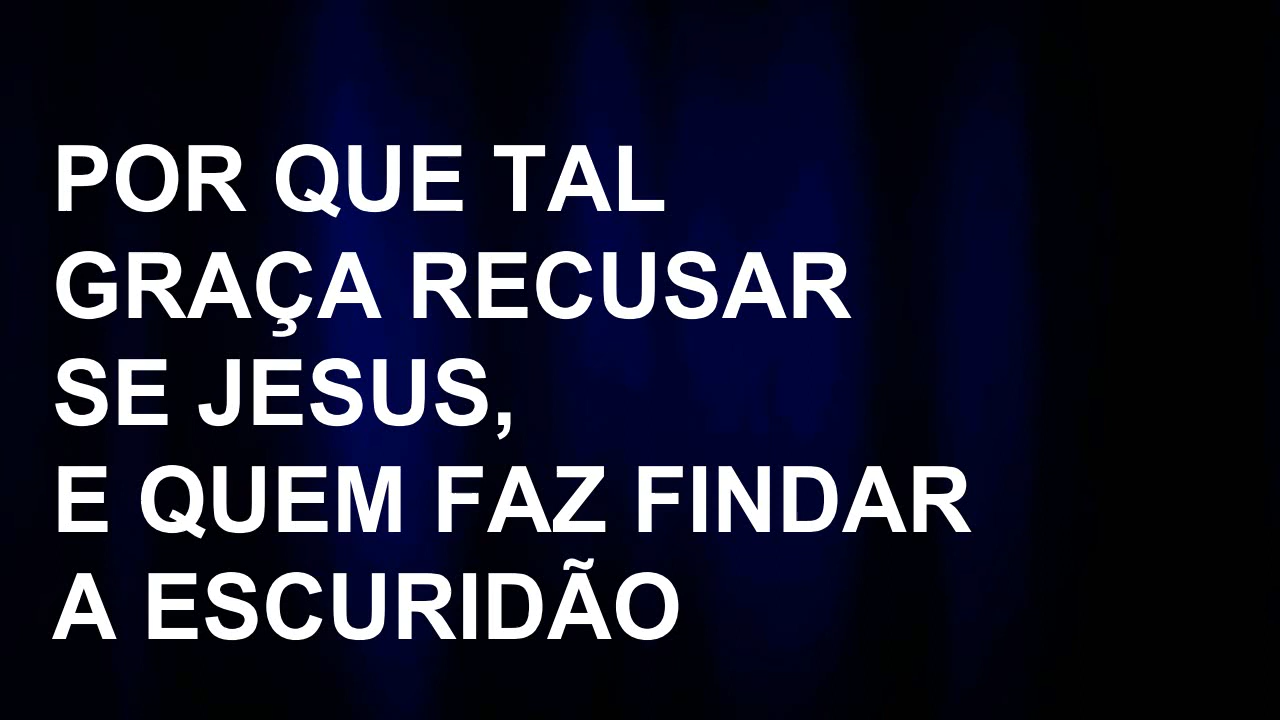 POR QUE TAL
GRAÇA RECUSAR
SE JESUS,
E QUEM FAZ FINDAR
A ESCURIDÃO